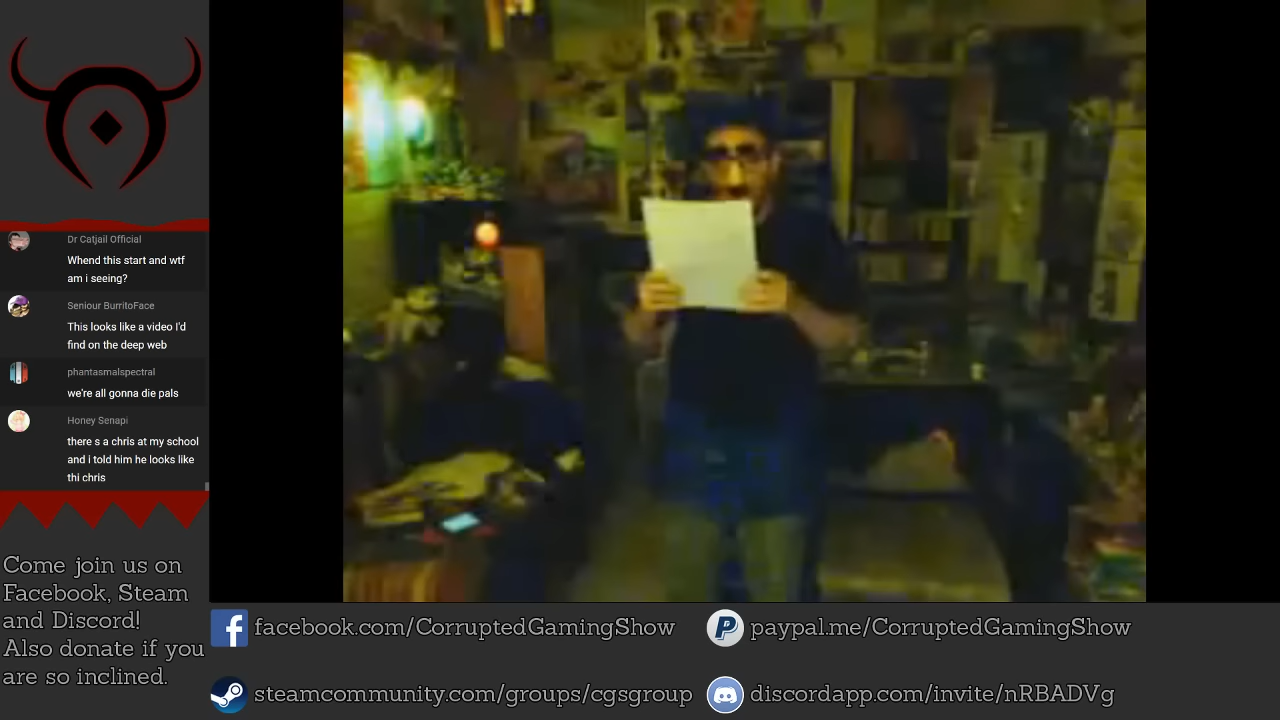 Dr Catjail Official
Whend this start and wtf
am i seeing?
Seniour BurritoFace
This looks like a video I'd
find on the deep web
phantasmalspectral
we're all gonna die pals
Honey Senapi
there s a chris at my school
and i told him he looks like
thi chris
Come join us on
Facebook, Steam
and Discord!
Also donate if you
are so inclined.
facebook.com/CorruptedGamingShow
paypal.me/CorruptedGamingShow
steamcommunity.com/groups/cgsgroup
discordapp.com/invite/nRBADVg